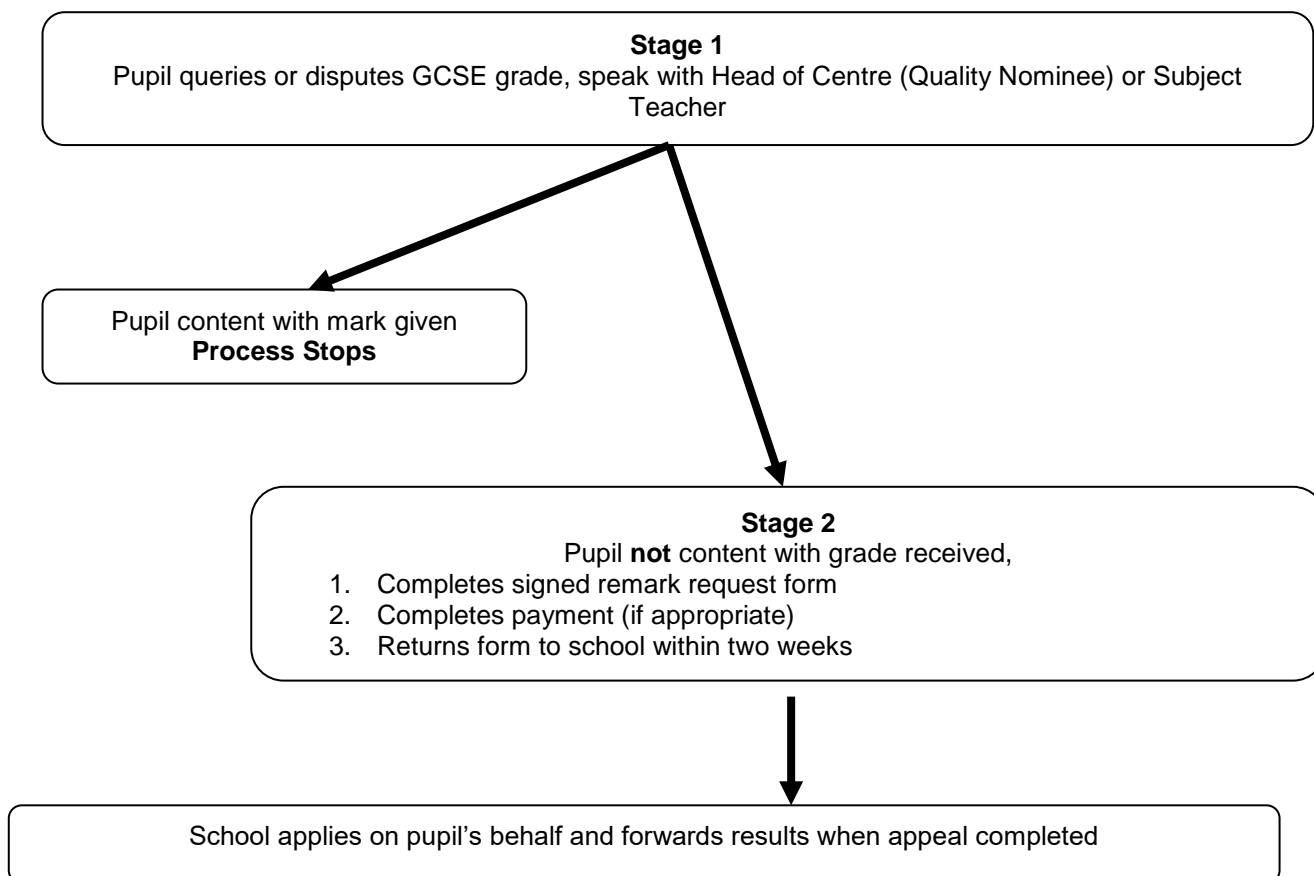 Stage 1
Pupil queries or disputes GCSE grade, speak with Head of Centre (Quality Nominee) or Subject
Teacher
Pupil content with mark given
Process Stops
Stage 2
Pupil not content with grade received,
1. Completes signed remark request form
2. Completes payment (if appropriate)
3. Returns form to school within two weeks
School applies on pupil’s behalf and forwards results when appeal completed